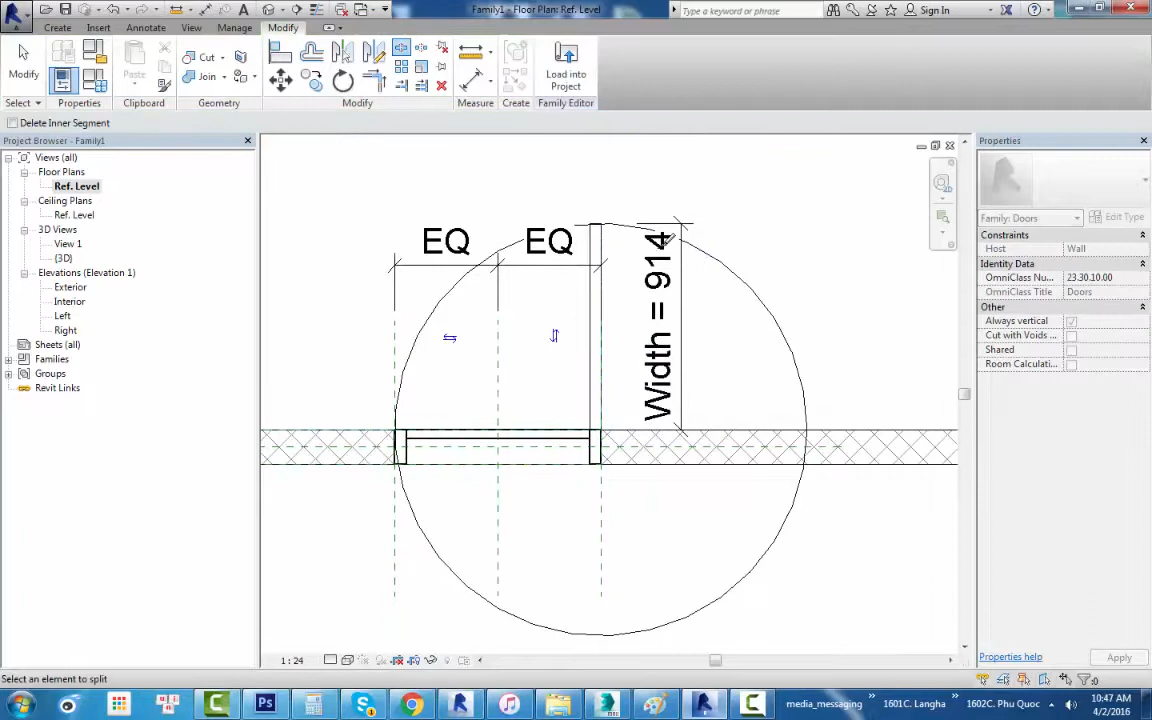 Family1 - Floor Plan: Ref. Level
Type a keyword or phrase
Sign In
Create
Insert
Annotate
View
Manage
Modify
Modify
Paste
Cut
Join
Load into
Project
Select
Properties
Clipboard
Geometry
Modify
Measure
Create
Family Editor
Delete Inner Segment
Project Browser - Family1
Views (all)
Floor Plans
Ref. Level
Ceiling Plans
Ref. Level
3D Views
View 1
{3D}
Elevations (Elevation 1)
Exterior
Interior
Left
Right
Sheets (all)
Families
Groups
Revit Links
EQ
EQ
Width = 914
Properties
Family: Doors
Edit Type
Constraints
Host
Wall
Identity Data
OmniClass Nu...
23.30.10.00
OmniClass Title
Doors
Other
Always vertical
Cut with Voids ...
Shared
Room Calculati...
Properties help
Apply
1 : 24
Select an element to split
:0
Ps
media_messaging
1601C. Langha
1602C. Phu Quoc
10:47 AM
4/2/2016